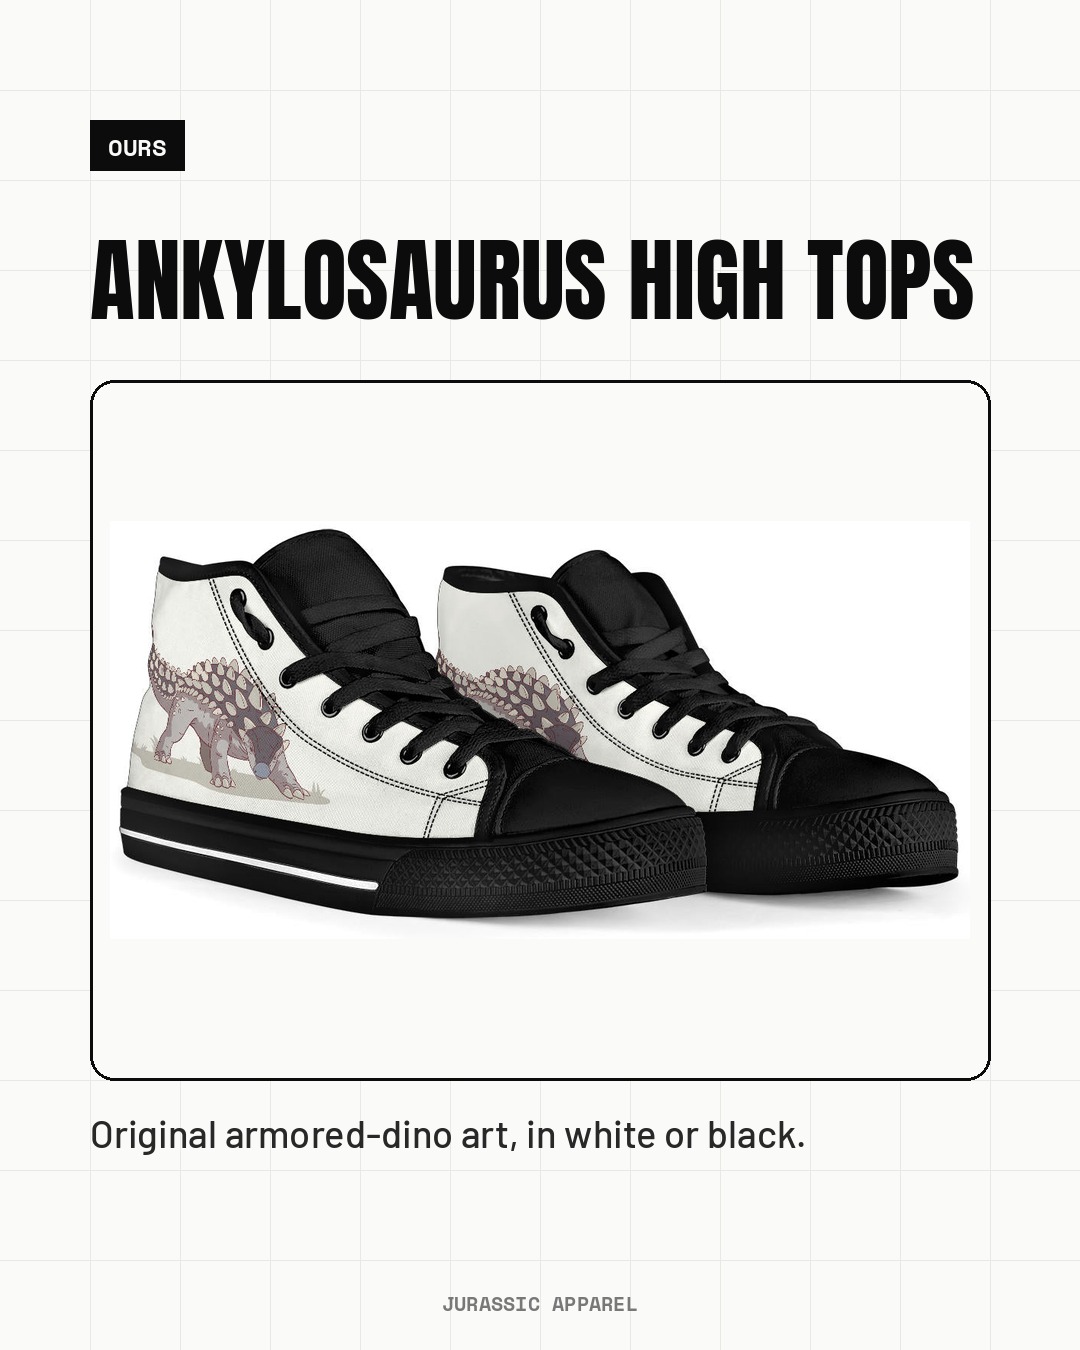 OURS
ANKYLOSAURUS HIGH TOPS
Original armored-dino art, in white or black.
JURASSIC APPAREL